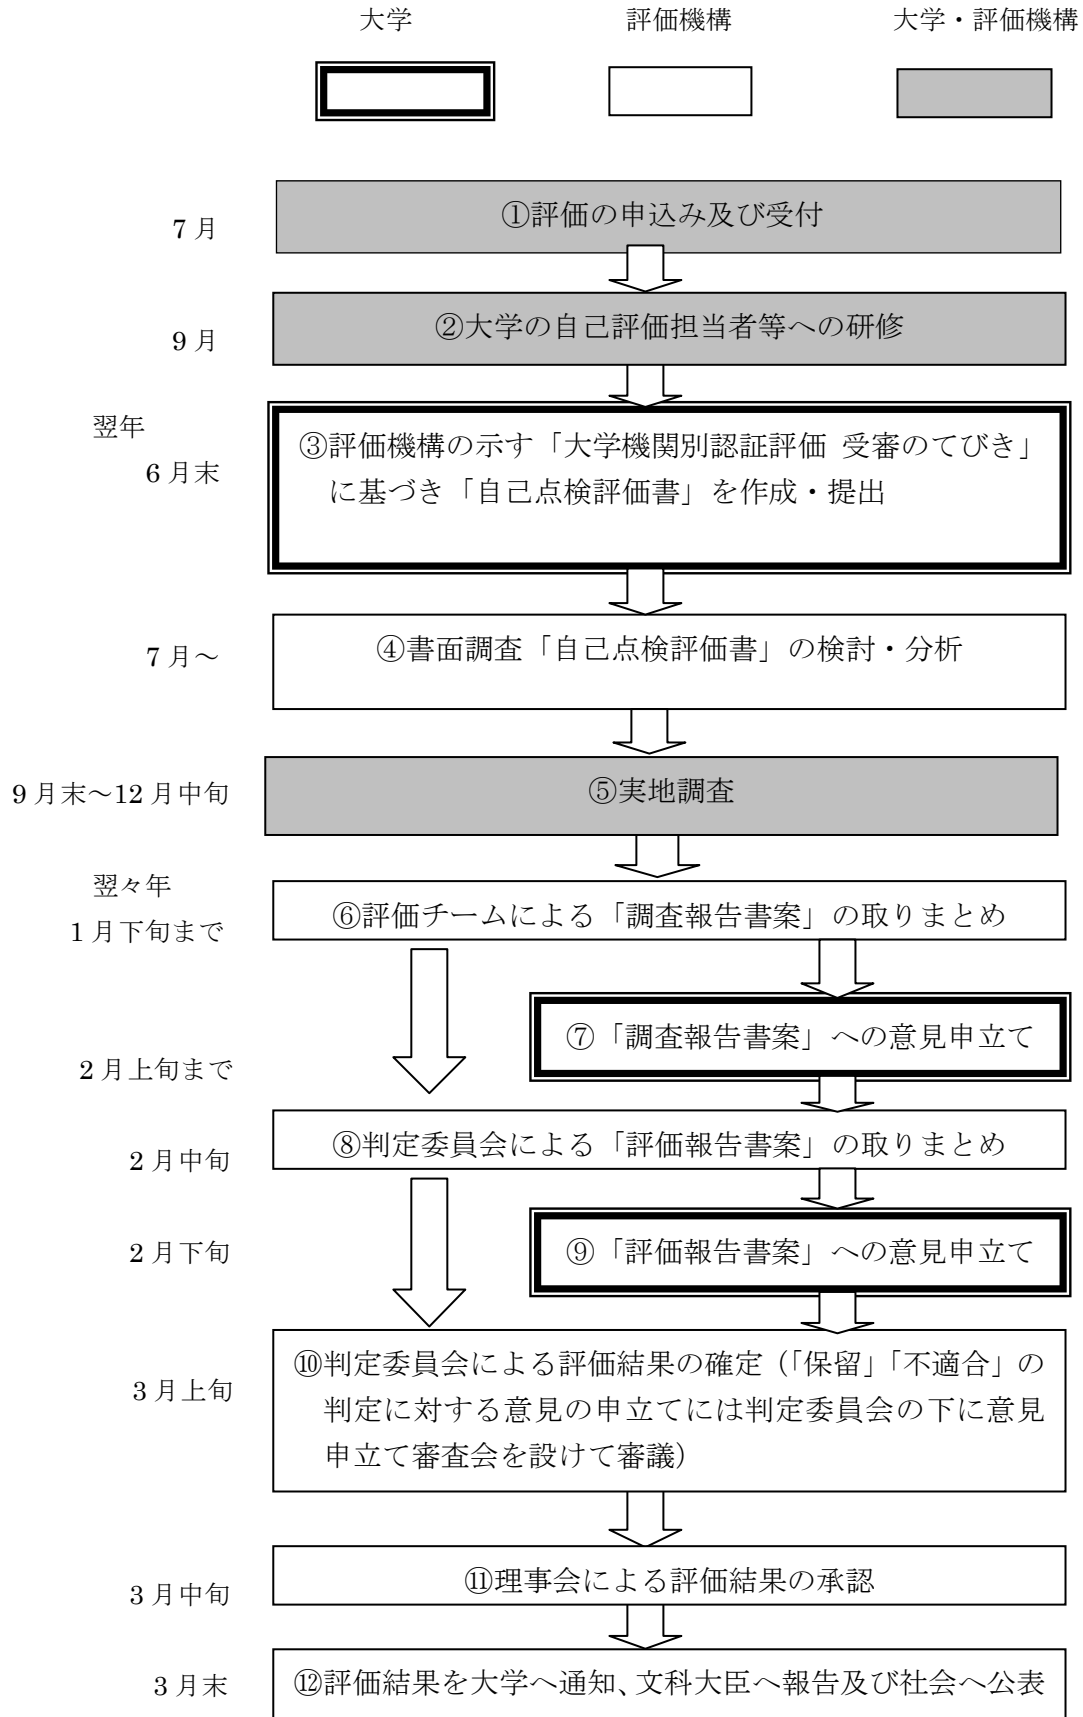 大学
評価機構
大学・評価機構
7月
①評価の申込み及び受付
9月
②大学の自己評価担当者等への研修
翌年
6月末
③評価機構の示す「大学機関別認証評価 受審のてびき」
に基づき「自己点検評価書」を作成・提出
7月～
④書面調査「自己点検評価書」の検討・分析
9月末～12月中旬
⑤実地調査
翌々年
1月下旬まで
⑥評価チームによる「調査報告書案」の取りまとめ
⑦「調査報告書案」への意見申立て
2月上旬まで
2月中旬
⑧判定委員会による「評価報告書案」の取りまとめ
2月下旬
⑨「評価報告書案」への意見申立て
3月上旬
⑩判定委員会による評価結果の確定（「保留」「不適合」の
判定に対する意見の申立てには判定委員会の下に意見
申立て審査会を設けて審議）
3月中旬
⑪理事会による評価結果の承認
3月末
⑫評価結果を大学へ通知、文科大臣へ報告及び社会へ公表